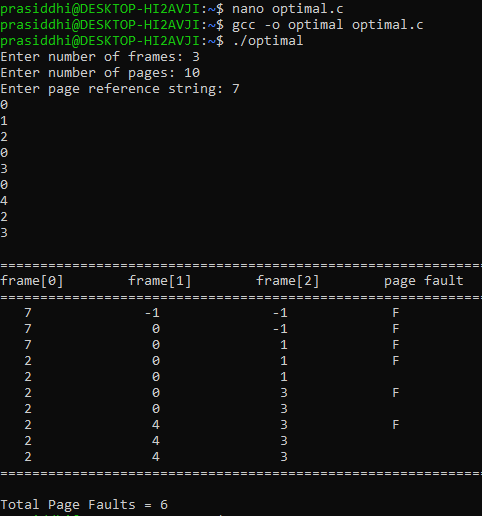 prasiddhi@DESKTOP-HI2AVJI:~$ nano optimal.c
prasiddhi@DESKTOP-HI2AVJI:~$ gcc -o optimal optimal.c
prasiddhi@DESKTOP-HI2AVJI:~$ ./optimal
Enter number of frames: 3
Enter number of pages: 10
Enter page reference string: 7
0
1
2
0
3
0
4
2
3
============================================================
frame[0] frame[1] frame[2] page fault
============================================================
7 -1 -1 F
7 0 -1 F
7 0 1 F
2 0 1 F
2 0 1
2 0 3 F
2 0 3
2 4 3 F
2 4 3
2 4 3
============================================================
Total Page Faults = 6